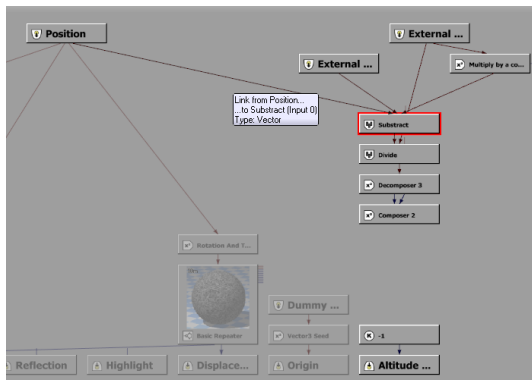 Position
External ...
External ...
Multiply by a co...
Link from Position...
...to Substract (Input 0)
Type: Vector
Substract
Divide
Decomposer 3
Composer 2
Rotation And T...
Basic Repeater
Dummy ...
Vector3 Seed
-1
Reflection
Highlight
Displace...
Origin
Altitude ...